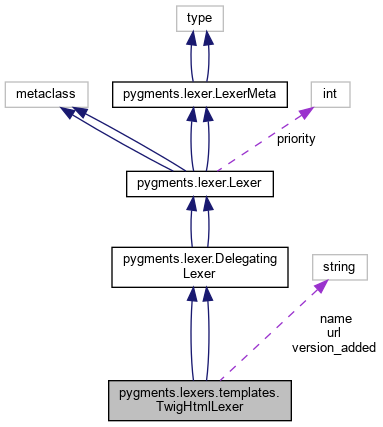 type
metaclass
pygments.lexer.LexerMeta
int
priority
pygments.lexer.Lexer
pygments.lexer.Delegating
Lexer
string
name
url
version_added
pygments.lexers.templates.
TwigHtmlLexer